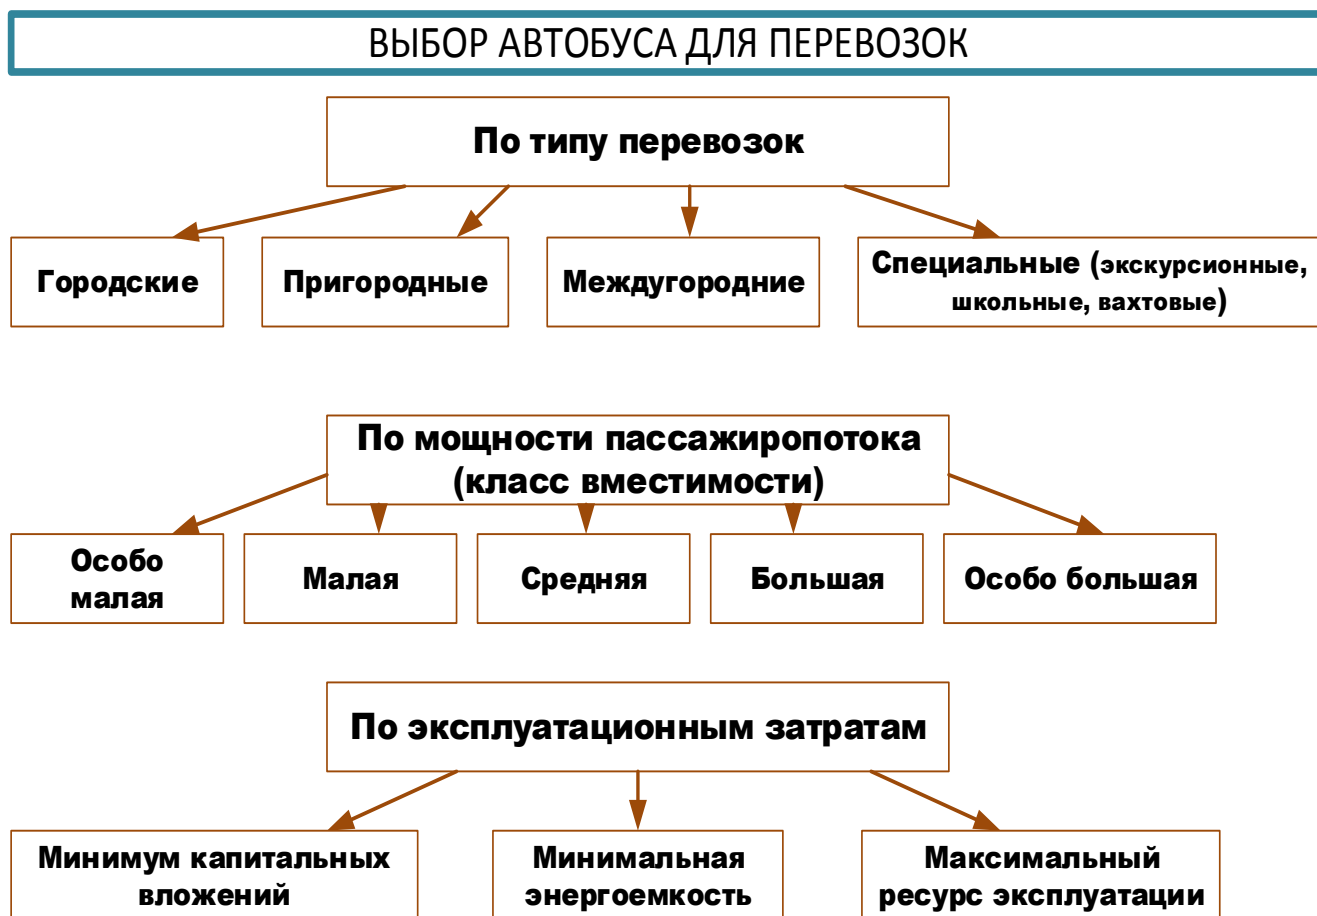 ВЫБОР АВТОБУСА ДЛЯ ПЕРЕВОЗОК
По типу перевозок
Городские
Пригородные
Междугородние
Специальные (экскурсионные,
школьные, вахтовые)
По мощности пассажиропотока
(класс вместимости)
Особо
малая
Малая
Средняя
Большая
Особо большая
По эксплуатационным затратам
Минимум капитальных
вложений
Минимальная
энергоемкость
Максимальный
ресурс эксплуатации